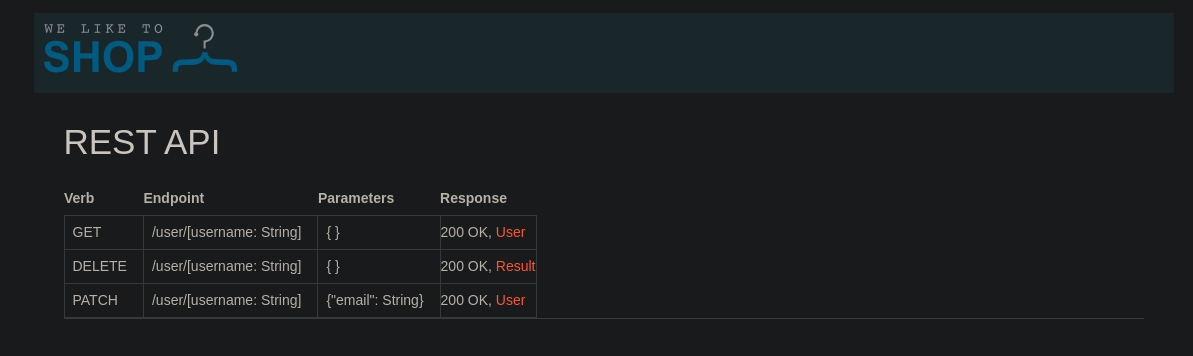 WE LIKE TO
SHOP
REST API
Verb Endpoint Parameters Response
GET /user/[username: String] { } 200 OK, User
DELETE /user/[username: String] { } 200 OK, Result
PATCH /user/[username: String] {"email": String} 200 OK, User